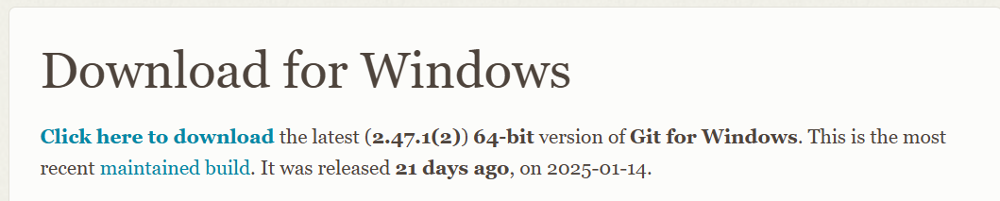 Download for Windows
Click here to download the latest (2.47.1(2)) 64-bit version of Git for Windows. This is the most
recent maintained build. It was released 21 days ago, on 2025-01-14.